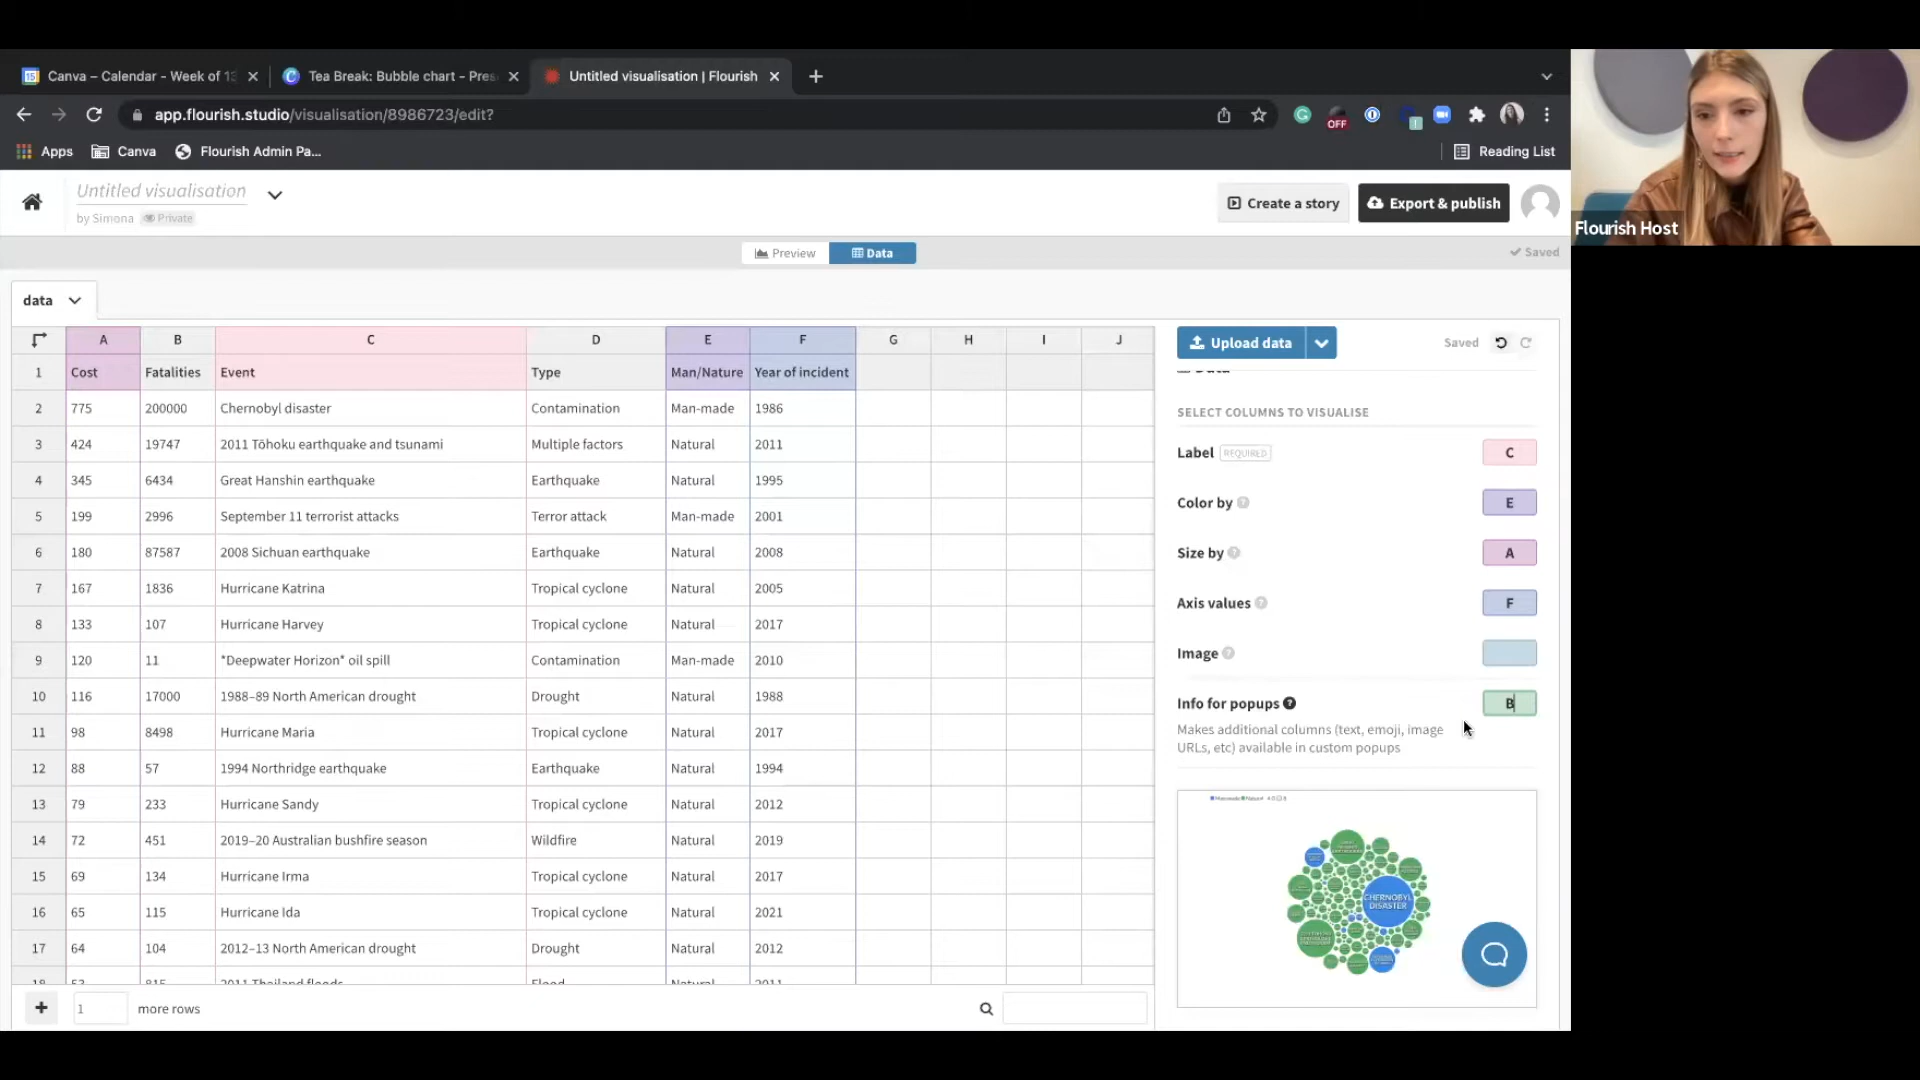 Canva – Calendar - Week of 13
Tea Break: Bubble chart - Pres
Untitled visualisation | Flourish
app.flourish.studio/visualisation/8986723/edit?
OFF
Apps
Canva
Flourish Admin Pa...
Reading List
Flourish Host
Untitled visualisation
by Simona
Private
Create a story
Export & publish
Preview
Data
Saved
data
Upload data
Saved
A B C D E F G H I J
1 Cost Fatalities Event Type Man/Nature Year of incident
2 775 200000 Chernobyl disaster Contamination Man-made 1986
3 424 19747 2011 Tōhoku earthquake and tsunami Multiple factors Natural 2011
4 345 6434 Great Hanshin earthquake Earthquake Natural 1995
5 199 2996 September 11 terrorist attacks Terror attack Man-made 2001
6 180 87587 2008 Sichuan earthquake Earthquake Natural 2008
7 167 1836 Hurricane Katrina Tropical cyclone Natural 2005
8 133 107 Hurricane Harvey Tropical cyclone Natural 2017
9 120 11 *Deepwater Horizon* oil spill Contamination Man-made 2010
10 116 17000 1988–89 North American drought Drought Natural 1988
11 98 8498 Hurricane Maria Tropical cyclone Natural 2017
12 88 57 1994 Northridge earthquake Earthquake Natural 1994
13 79 233 Hurricane Sandy Tropical cyclone Natural 2012
14 72 451 2019–20 Australian bushfire season Wildfire Natural 2019
15 69 134 Hurricane Irma Tropical cyclone Natural 2017
16 65 115 Hurricane Ida Tropical cyclone Natural 2021
17 64 104 2012–13 North American drought Drought Natural 2012
18 53 815 2011 Thailand floods Flood Natural 2011
1 more rows
Data
SELECT COLUMNS TO VISUALISE
Label REQUIRED C
Color by E
Size by A
Axis values F
Image
Info for popups B
Makes additional columns (text, emoji, image
URLs, etc) available in custom popups
CHERNOBYL
DISASTER